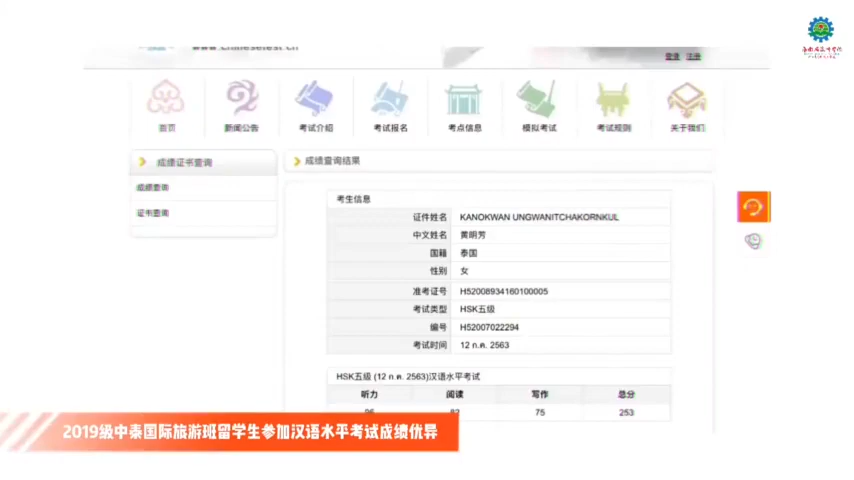 登录 注册
首页 新闻公告 考试介绍 考试报名 考点信息 模拟考试 考试规则 关于我们
成绩证书查询
成绩查询
证书查询
成绩查询结果
考生信息
证件姓名 KANOKWAN UNGWANITCHAKORNKUL
中文姓名 黄明芳
国籍 泰国
性别 女
准考证号 H52008934160100005
考试类型 HSK五级
编号 H52007022294
考试时间 12 ก.ค. 2563
HSK五级 (12 ก ค. 2563)汉语水平考试
听力 阅读 写作 总分
75 253
2019级中泰国际旅游班留学生参加汉语水平考试成绩优异